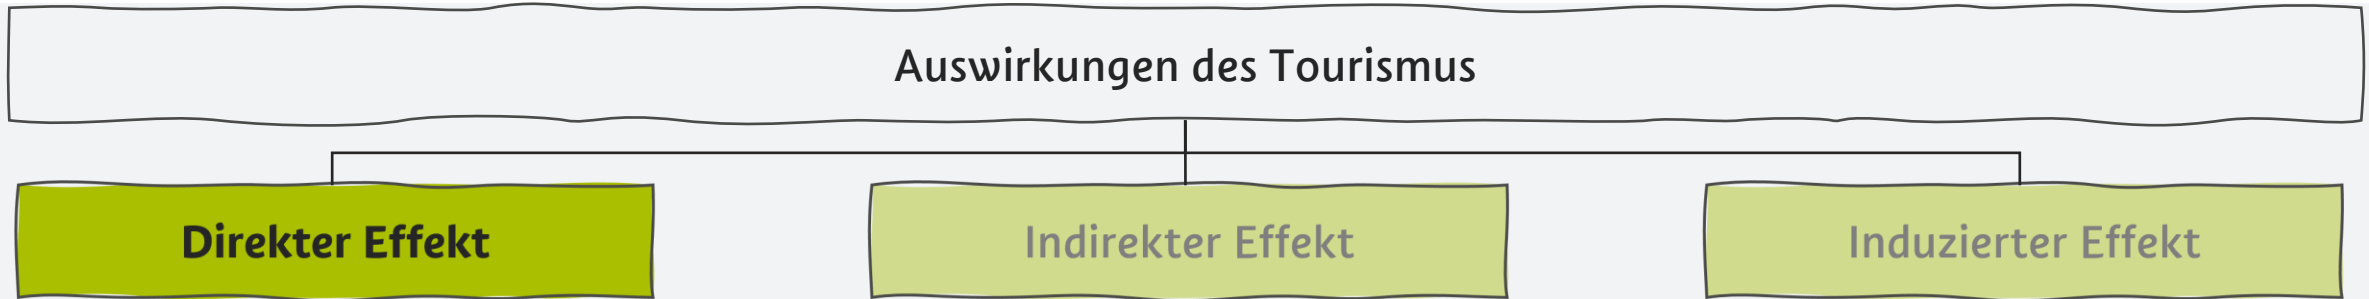 Auswirkungen des Tourismus
Direkter Effekt
Indirekter Effekt
Induzierter Effekt